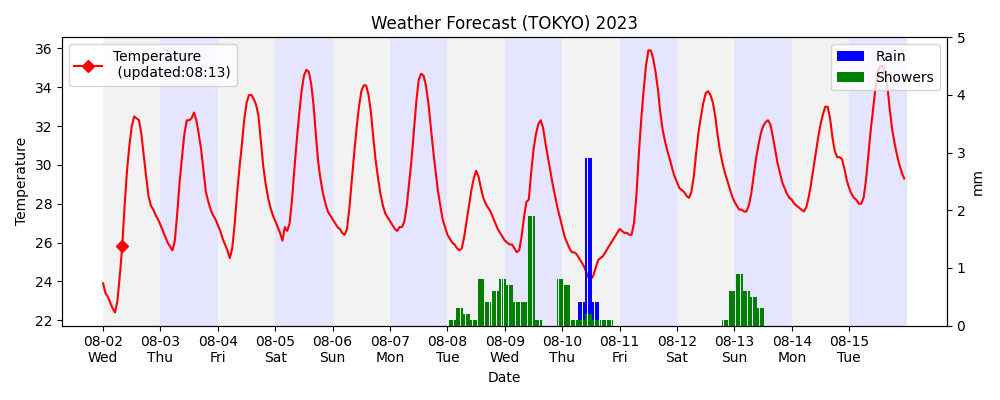 Weather Forecast (TOKYO) 2023
Temperature
(updated:08:13)
Rain
Showers
36
34
32
30
28
26
24
22
Temperature
5
4
3
2
1
0
mm
08-02 08-03 08-04 08-05 08-06 08-07 08-08 08-09 08-10 08-11 08-12 08-13 08-14 08-15
Wed Thu Fri Sat Sun Mon Tue Wed Thu Fri Sat Sun Mon Tue
Date